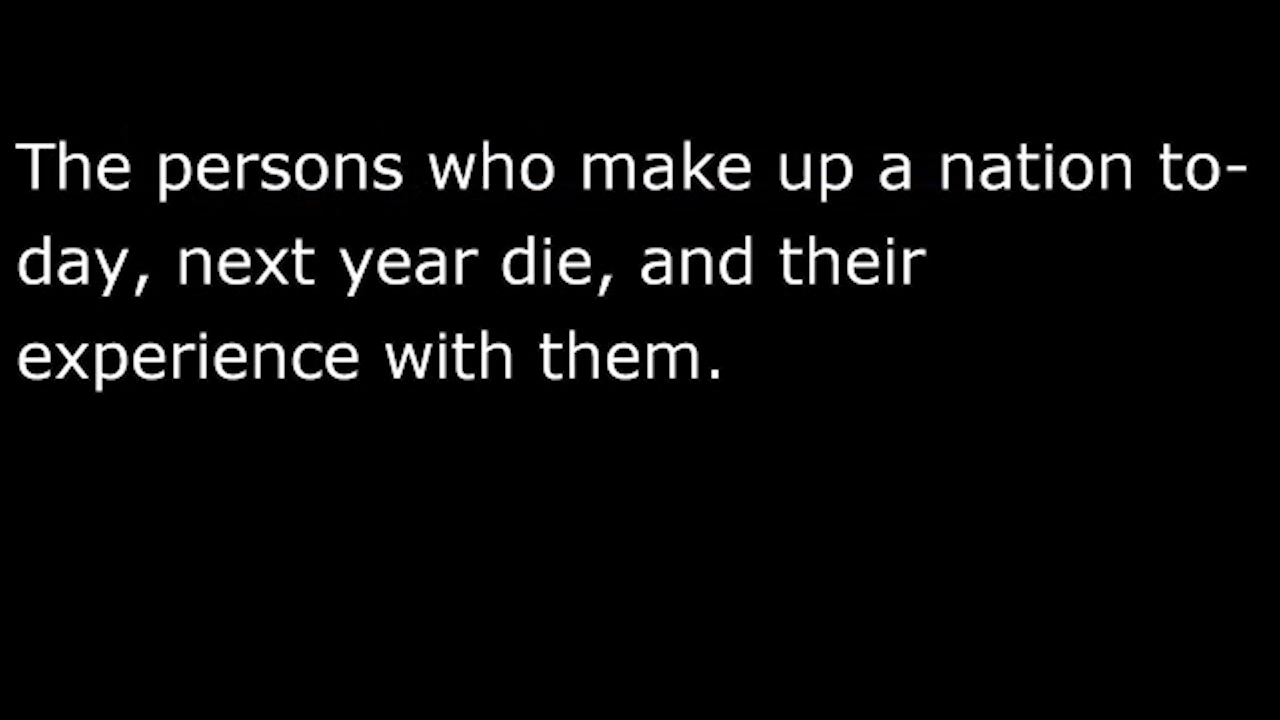 The persons who make up a nation to-
day, next year die, and their
experience with them.